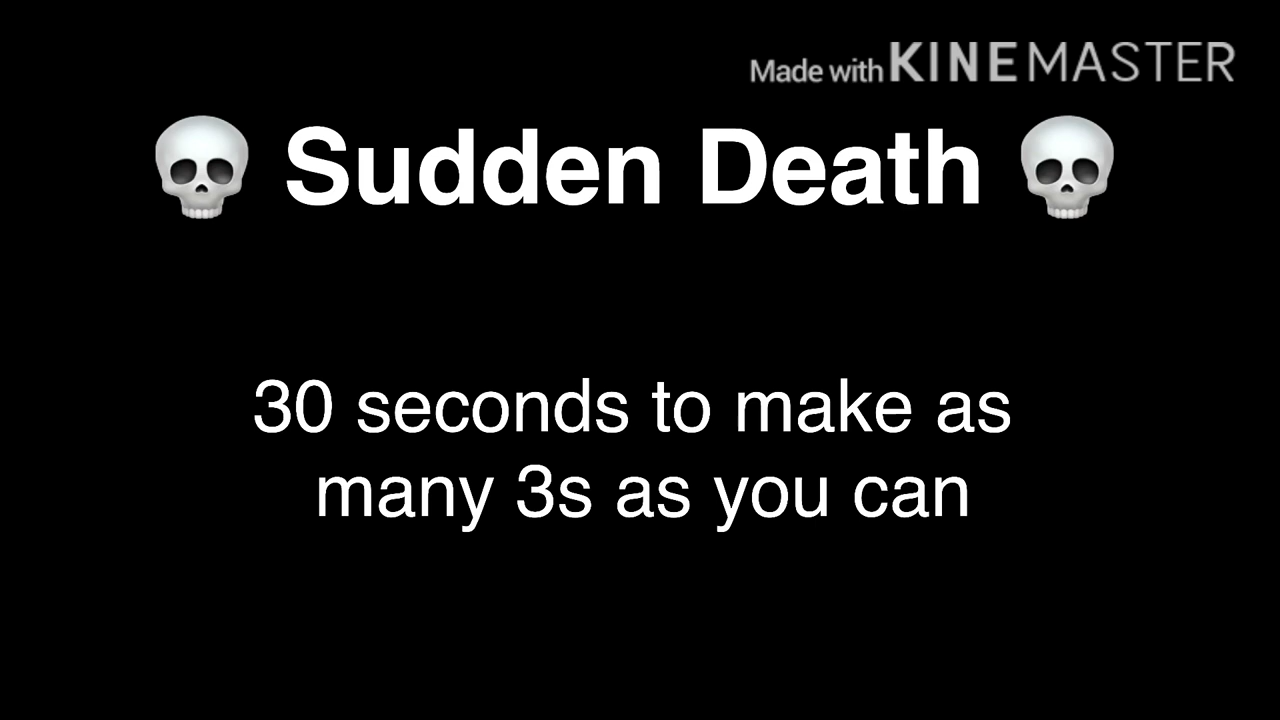 Made with KINEMASTER
💀 Sudden Death 💀
30 seconds to make as
many 3s as you can